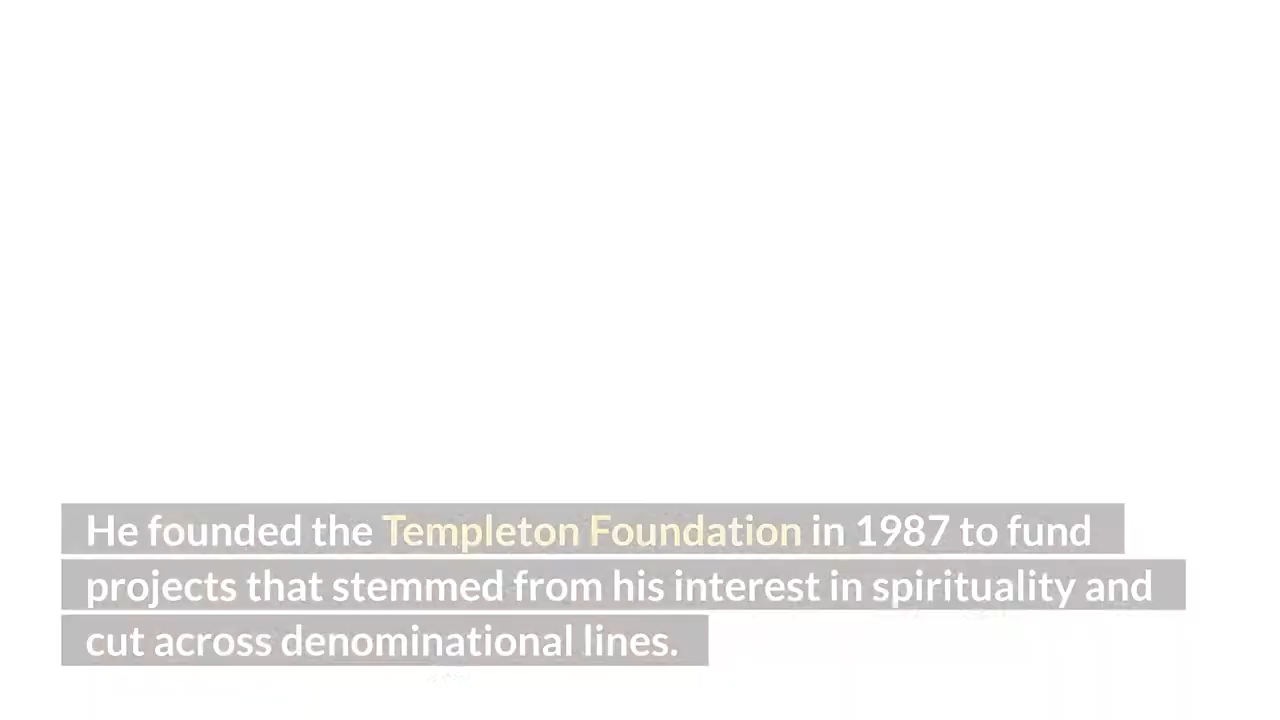 He founded the Templeton Foundation in 1987 to fund
projects that stemmed from his interest in spirituality and
cut across denominational lines.